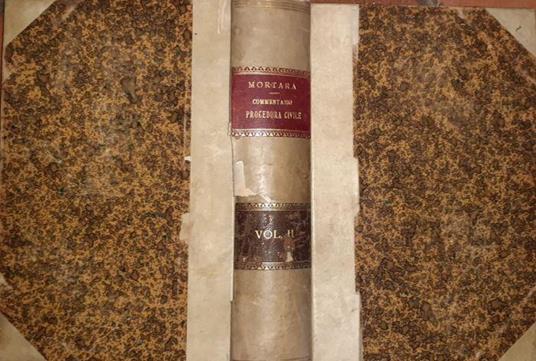 MORTARA
COMMENTARIO
PROCEDURA CIVILE
VOL. II